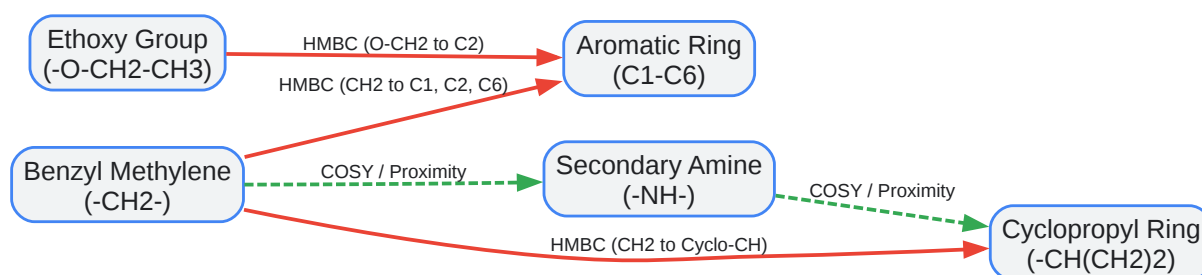 Ethoxy Group
(-O-CH2-CH3)
HMBC (O-CH2 to C2)
Aromatic Ring
(C1-C6)
HMBC (CH2 to C1, C2, C6)
Benzyl Methylene
(-CH2-)
COSY / Proximity
Secondary Amine
(-NH-)
COSY / Proximity
HMBC (CH2 to Cyclo-CH)
Cyclopropyl Ring
(-CH(CH2)2)